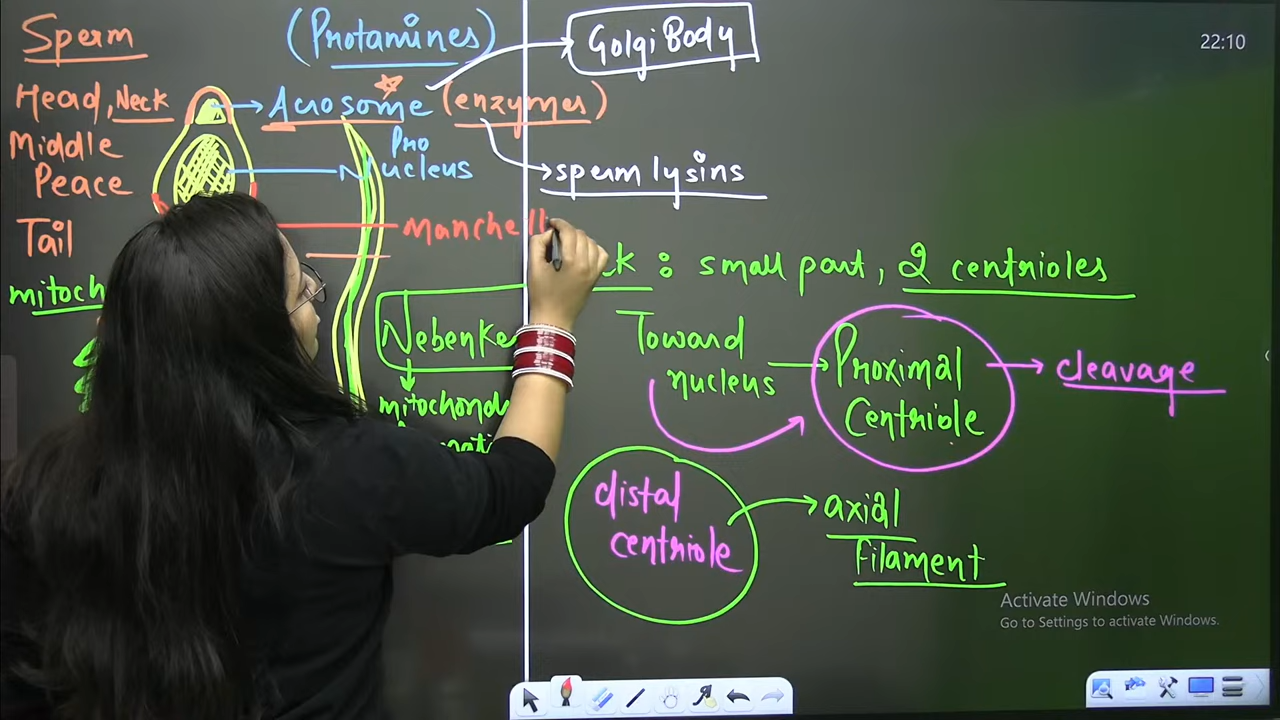 Sperm
(Protamines)
Golgi Body
22:10
Head, Neck
Acrosome (enzymes)
Middle
Peace
Pro
Nucleus
sperm lysins
Tail
Manchell
: small part, 2 centrioles
Toward
nucleus
Proximal
Centriole
cleavage
distal
centriole
axial
filament
Activate Windows
Go to Settings to activate Windows.